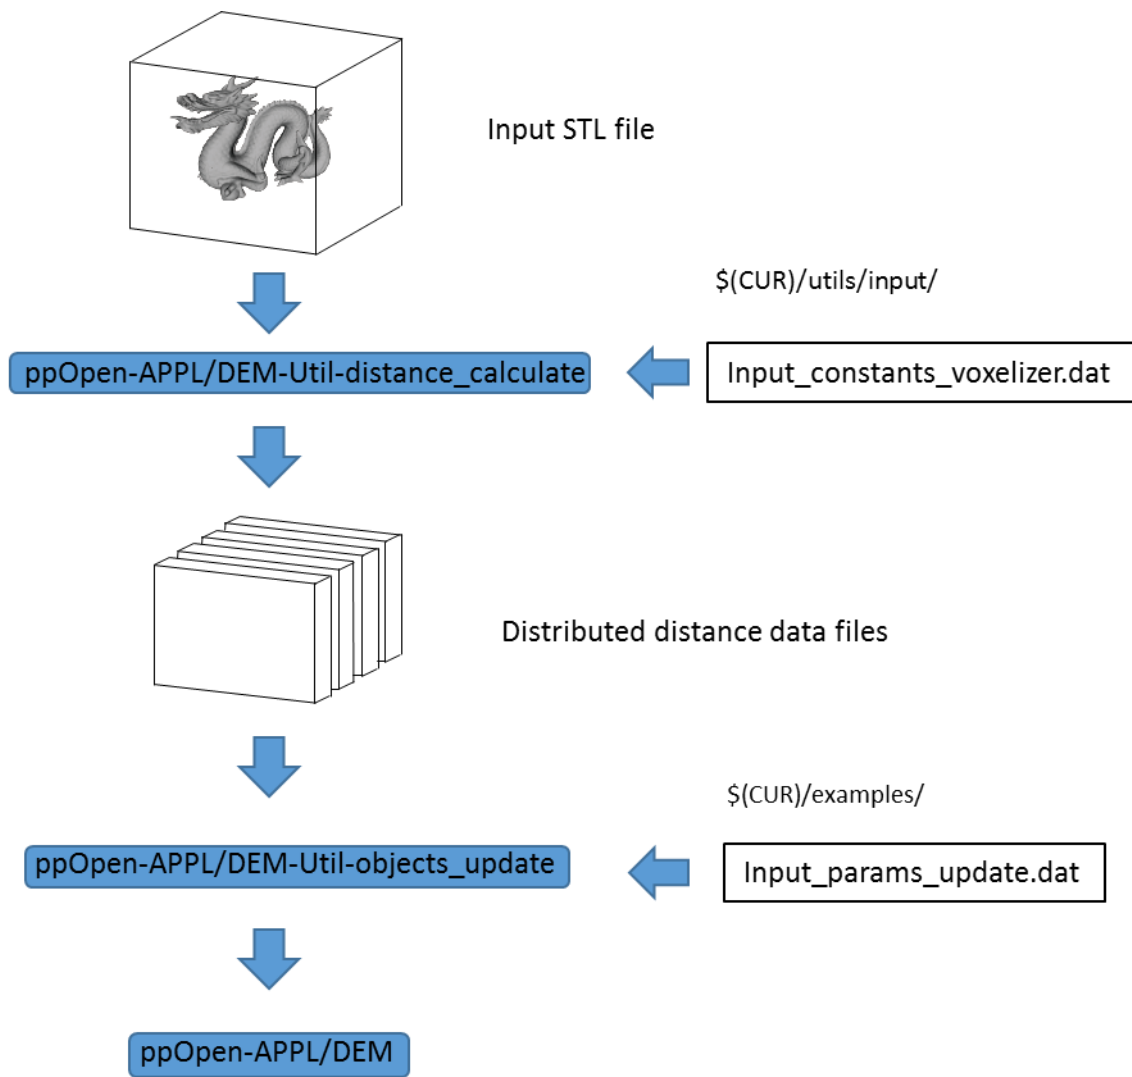 Input STL file
$(CUR)/utils/input/
ppOpen-APPL/DEM-Util-distance_calculate
Input_constants_voxelizer.dat
Distributed distance data files
$(CUR)/examples/
ppOpen-APPL/DEM-Util-objects_update
Input_params_update.dat
ppOpen-APPL/DEM